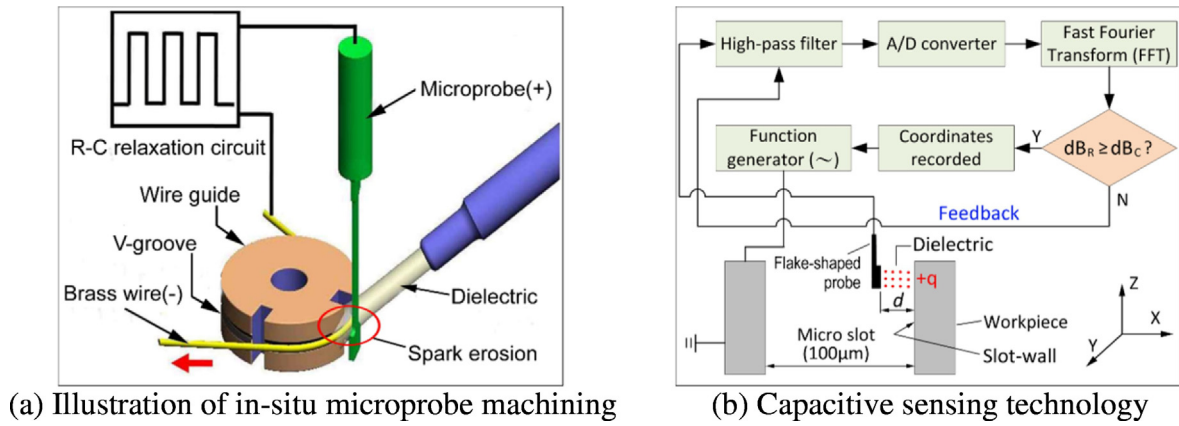 R-C relaxation circuit
Microprobe(+)
Wire guide
V-groove
Brass wire(-)
Dielectric
Spark erosion
(a) Illustration of in-situ microprobe machining
High-pass filter
A/D converter
Fast Fourier
Transform (FFT)
Function
generator (~)
Coordinates
recorded
Y
dB_R ≥ dB_C ?
N
Feedback
Flake-shaped
probe
Dielectric
+q
d
Micro slot
(100μm)
Workpiece
Slot-wall
Z
X
Y
(b) Capacitive sensing technology